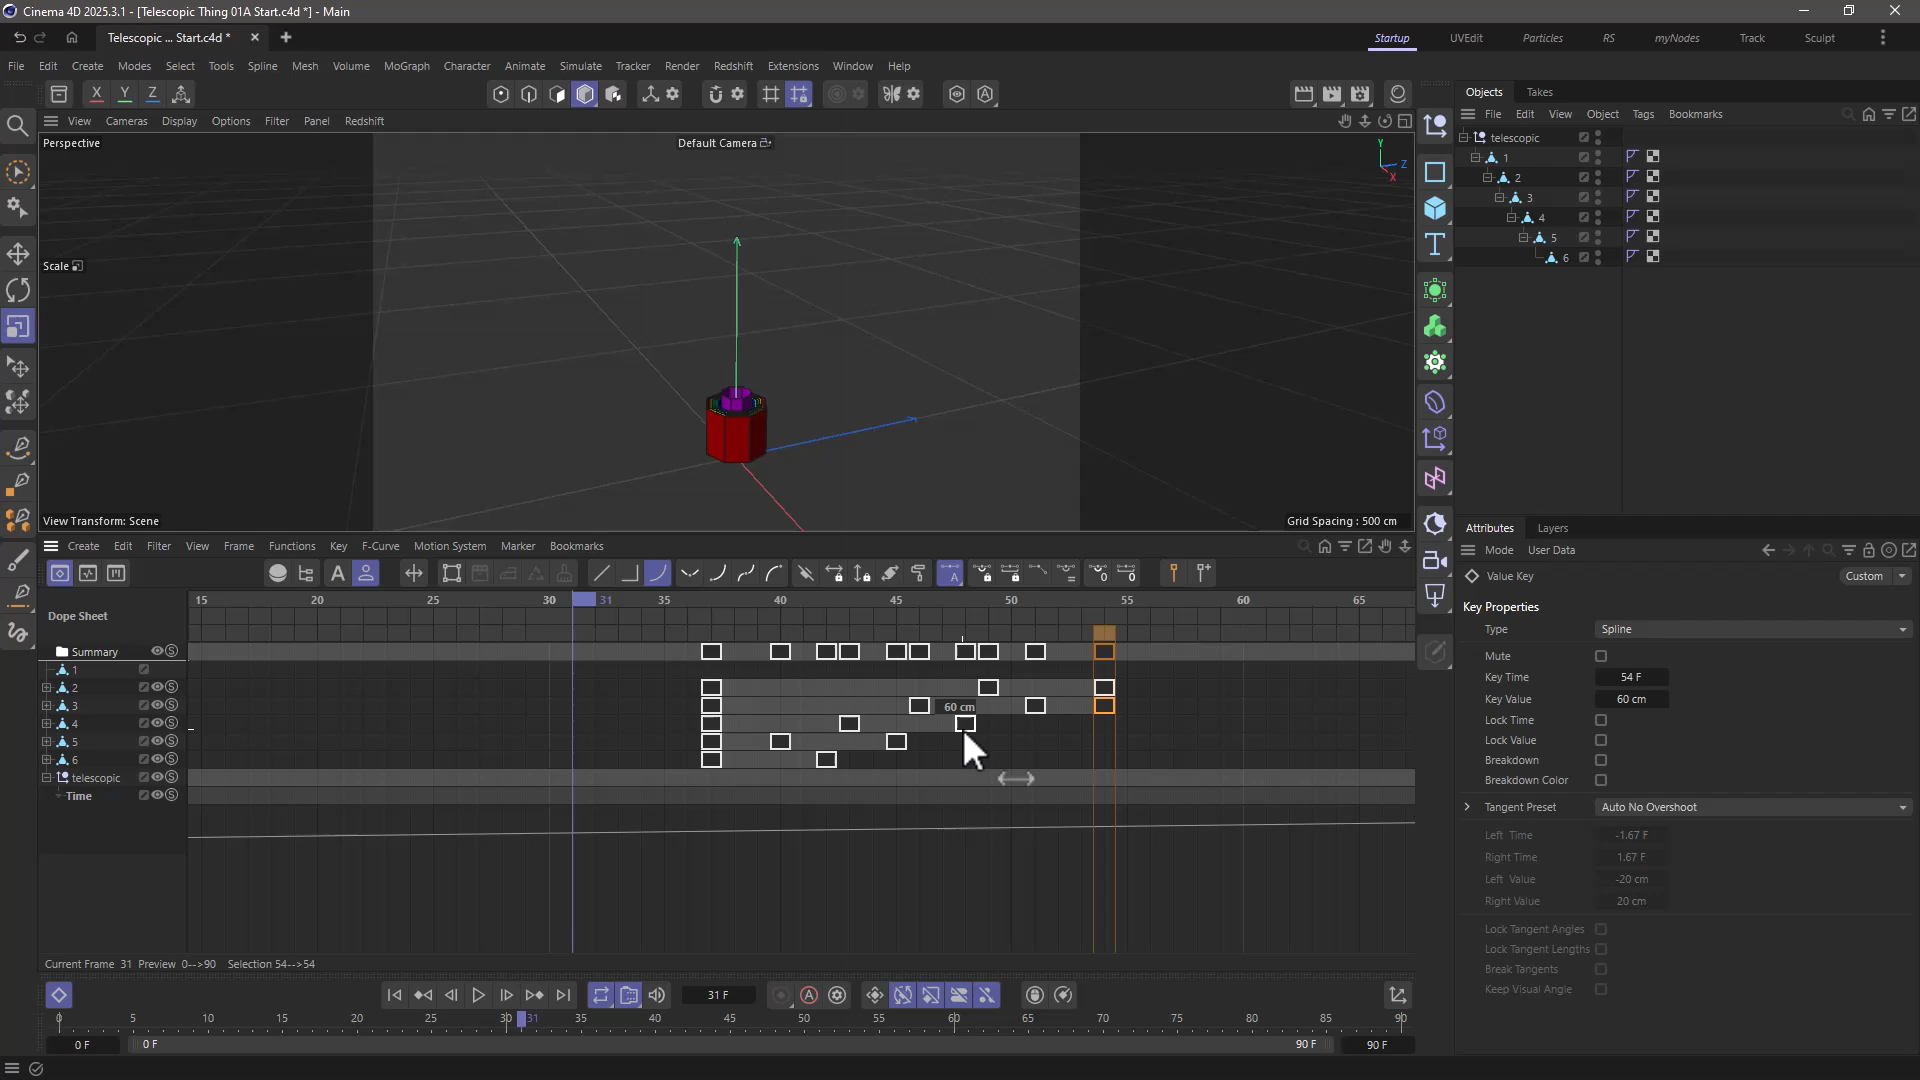 Cinema 4D 2025.3.1 - [Telescopic Thing 01A Start.c4d *] - Main
Telescopic ... Start.c4d *
Startup UVEdit Particles RS myNodes Track Sculpt
File Edit Create Modes Select Tools Spline Mesh Volume MoGraph Character Animate Simulate Tracker Render Redshift Extensions Window Help
X Y Z
Objects Takes
View Cameras Display Options Filter Panel Redshift
File Edit View Object Tags Bookmarks
Perspective
Default Camera
Y
Z
X
telescopic
1
2
3
4
5
6
Scale
View Transform: Scene
Grid Spacing : 500 cm
Attributes Layers
Create Edit Filter View Frame Functions Key F-Curve Motion System Marker Bookmarks
Mode User Data
Value Key
Custom
Dope Sheet
15 20 25 30 31 35 40 45 50 55 60 65
Summary
1
2
3
4
5
6
telescopic
Time
60 cm
Key Properties
Type Spline
Mute
Key Time 54 F
Key Value 60 cm
Lock Time
Lock Value
Breakdown
Breakdown Color
Tangent Preset Auto No Overshoot
Left Time -1.67 F
Right Time 1.67 F
Left Value -20 cm
Right Value 20 cm
Lock Tangent Angles
Lock Tangent Lengths
Break Tangents
Keep Visual Angle
Current Frame 31 Preview 0-->90 Selection 54-->54
31 F
0 5 10 15 20 25 30 31 35 40 45 50 55 60 65 70 75 80 85 90
0 F 0 F 90 F 90 F